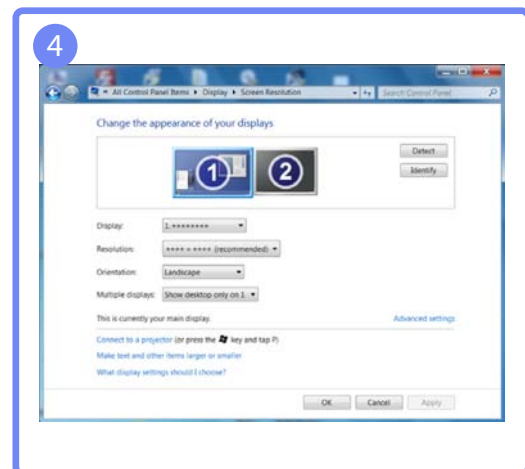 4
All Control Panel Items ▸ Display ▸ Screen Resolution
Search Control Panel
Change the appearance of your displays
1
2
Detect
Identify
Display: 1.********
Resolution: **** × **** (recommended)
Orientation: Landscape
Multiple displays: Show desktop only on 1
This is currently your main display.
Advanced settings
Connect to a projector (or press the key and tap P)
Make text and other items larger or smaller
What display settings should I choose?
OK
Cancel
Apply